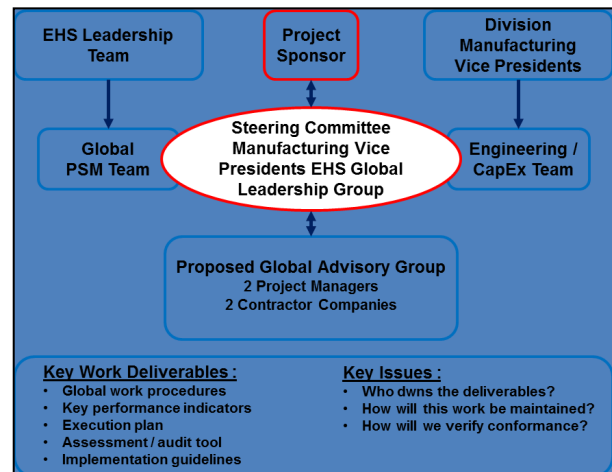 EHS Leadership
Team
Project
Sponsor
Division
Manufacturing
Vice Presidents
Global
PSM Team
Steering Committee
Manufacturing Vice
Presidents EHS Global
Leadership Group
Engineering /
CapEx Team
Proposed Global Advisory Group
2 Project Managers
2 Contractor Companies
Key Work Deliverables :
• Global work procedures
• Key performance indicators
• Execution plan
• Assessment / audit tool
• Implementation guidelines
Key Issues :
• Who dwns the deliverables?
• How will this work be maintained?
• How will we verify conformance?